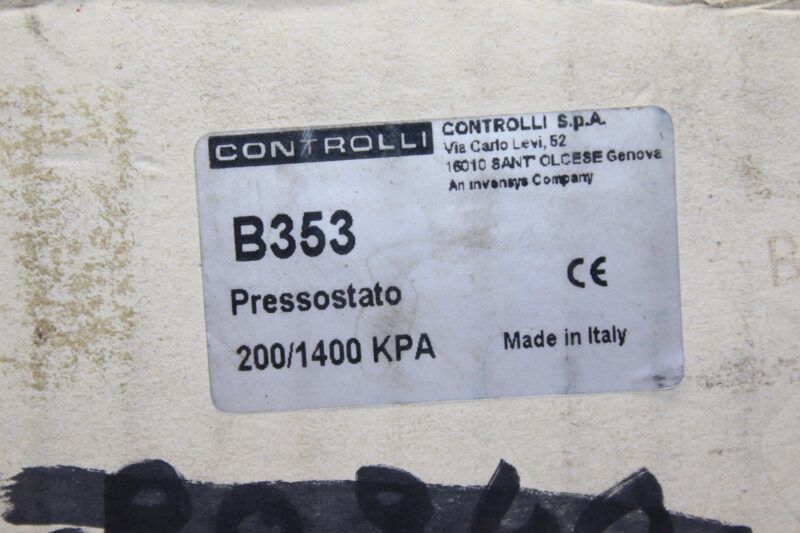 CONTROLLI
CONTROLLI S.p.A.
Via Carlo Levi, 52
16010 SANT' OLCESE Genova
An invensys Company
B353
Pressostato
CE
200/1400 KPA
Made in Italy